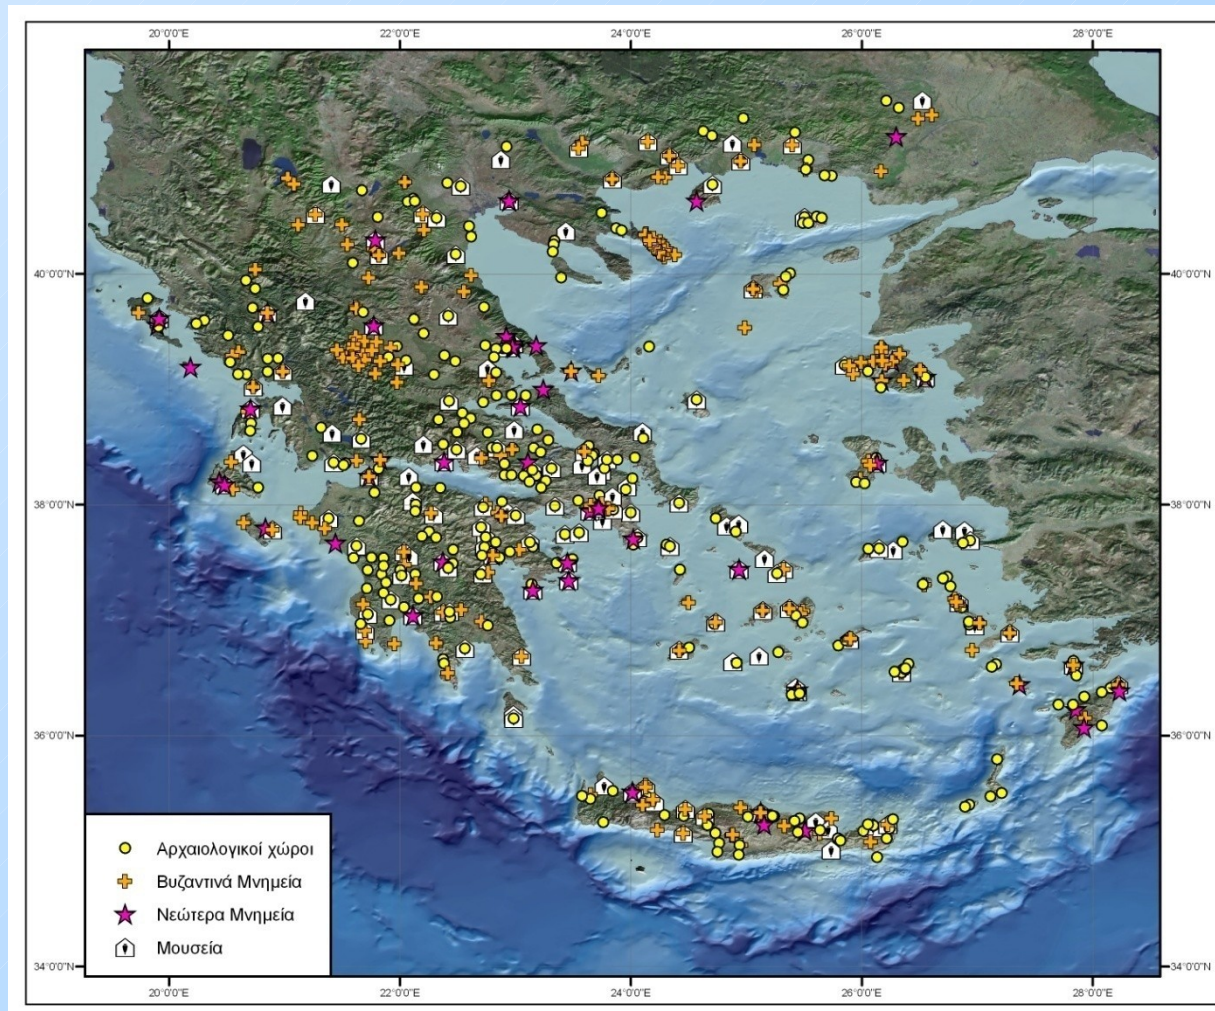 20°0'0"E 22°0'0"E 24°0'0"E 26°0'0"E 28°0'0"E
40°0'0"N 40°0'0"N
38°0'0"N 38°0'0"N
36°0'0"N 36°0'0"N
Αρχαιολογικοί χώροι
Βυζαντινά Μνημεία
Νεώτερα Μνημεία
Μουσεία
34°0'0"N 34°0'0"N
20°0'0"E 22°0'0"E 24°0'0"E 26°0'0"E 28°0'0"E